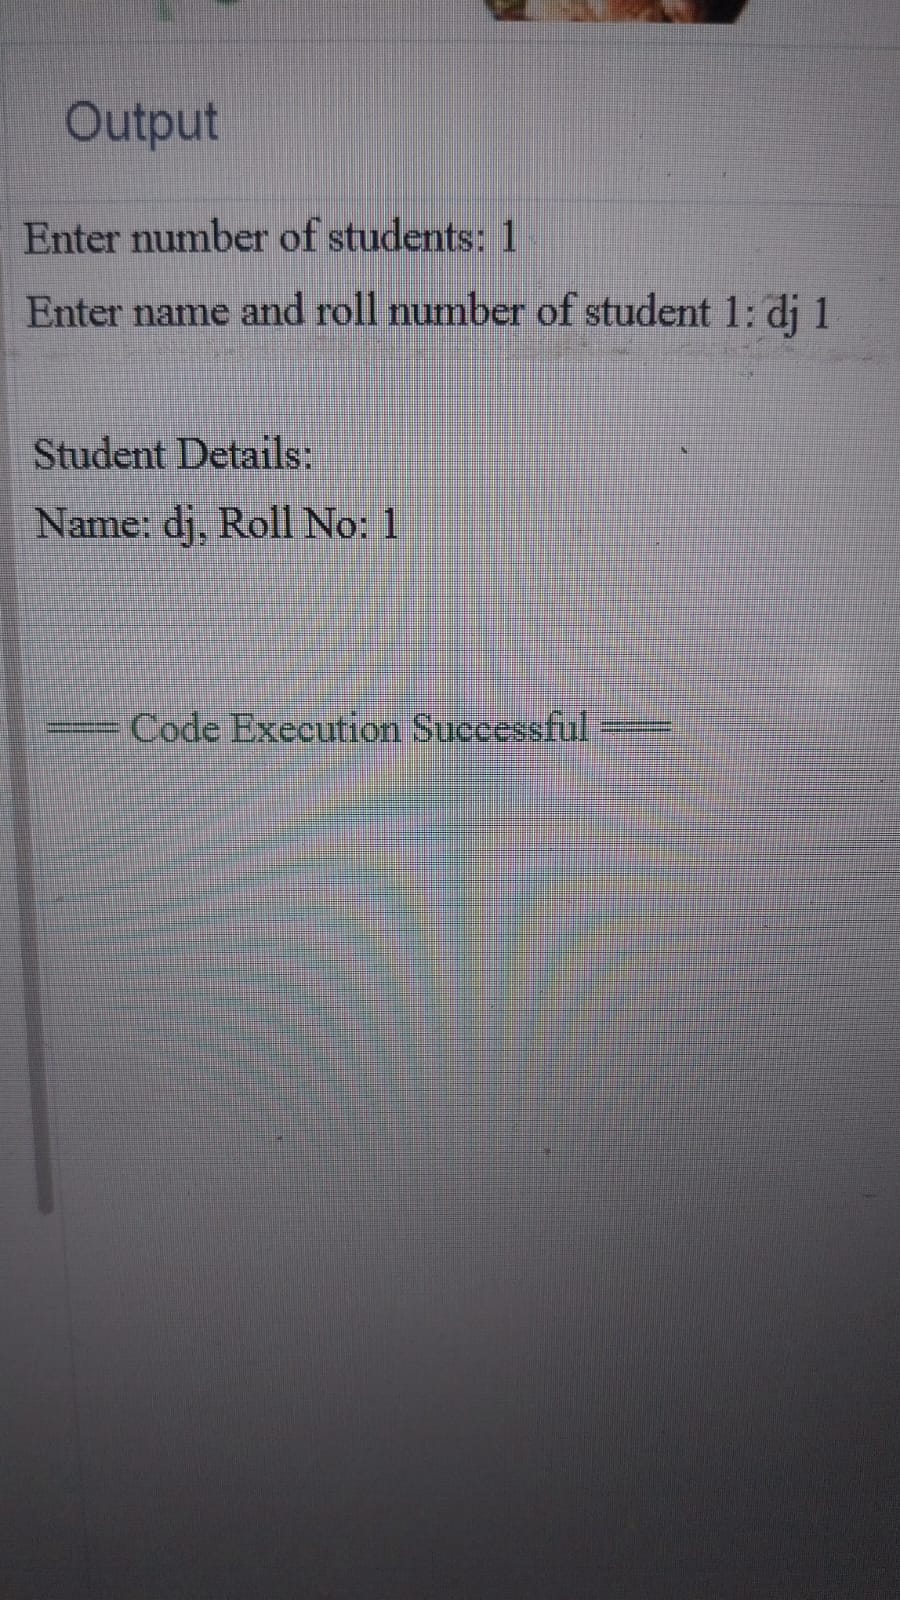 Output
Enter number of students: 1
Enter name and roll number of student 1: dj 1
Student Details:
Name: dj, Roll No: 1
=== Code Execution Successful ===